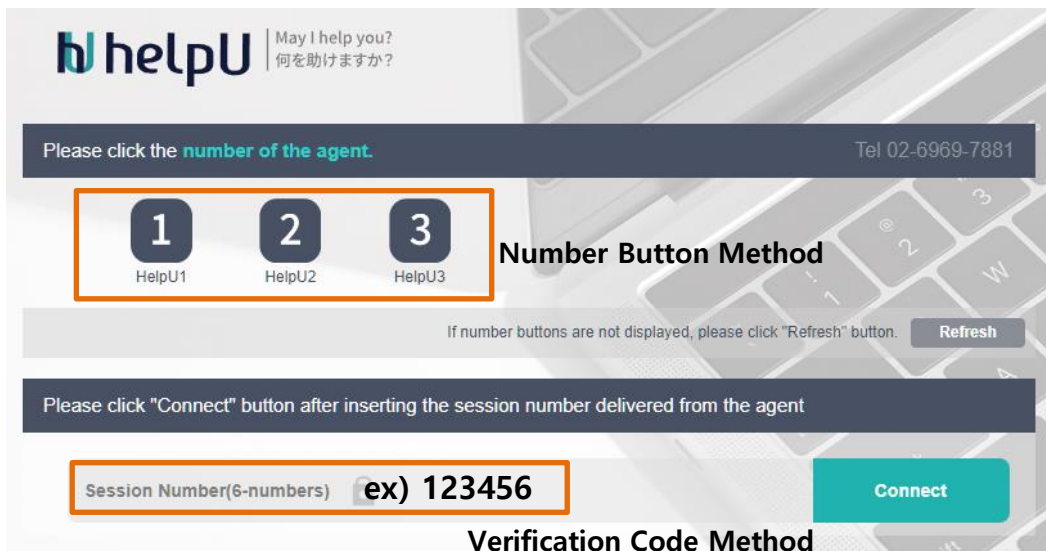 helpU
May I help you?
何を助けますか?
Please click the number of the agent.
Tel 02-6969-7881
1 2 3
HelpU1 HelpU2 HelpU3
Number Button Method
If number buttons are not displayed, please click "Refresh" button. Refresh
Please click "Connect" button after inserting the session number delivered from the agent
Session Number(6-numbers) ex) 123456
Connect
Verification Code Method